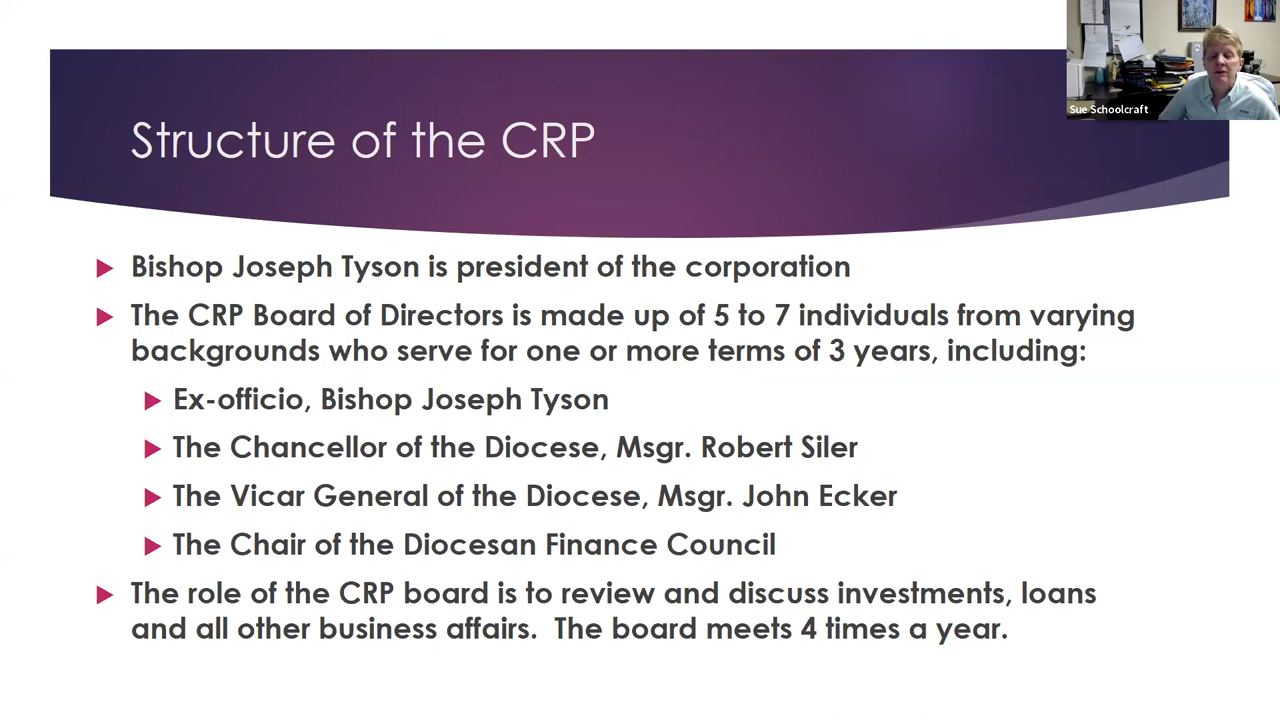 Sue Schoolcraft
Structure of the CRP
Bishop Joseph Tyson is president of the corporation
The CRP Board of Directors is made up of 5 to 7 individuals from varying
backgrounds who serve for one or more terms of 3 years, including:
Ex-officio, Bishop Joseph Tyson
The Chancellor of the Diocese, Msgr. Robert Siler
The Vicar General of the Diocese, Msgr. John Ecker
The Chair of the Diocesan Finance Council
The role of the CRP board is to review and discuss investments, loans
and all other business affairs.  The board meets 4 times a year.